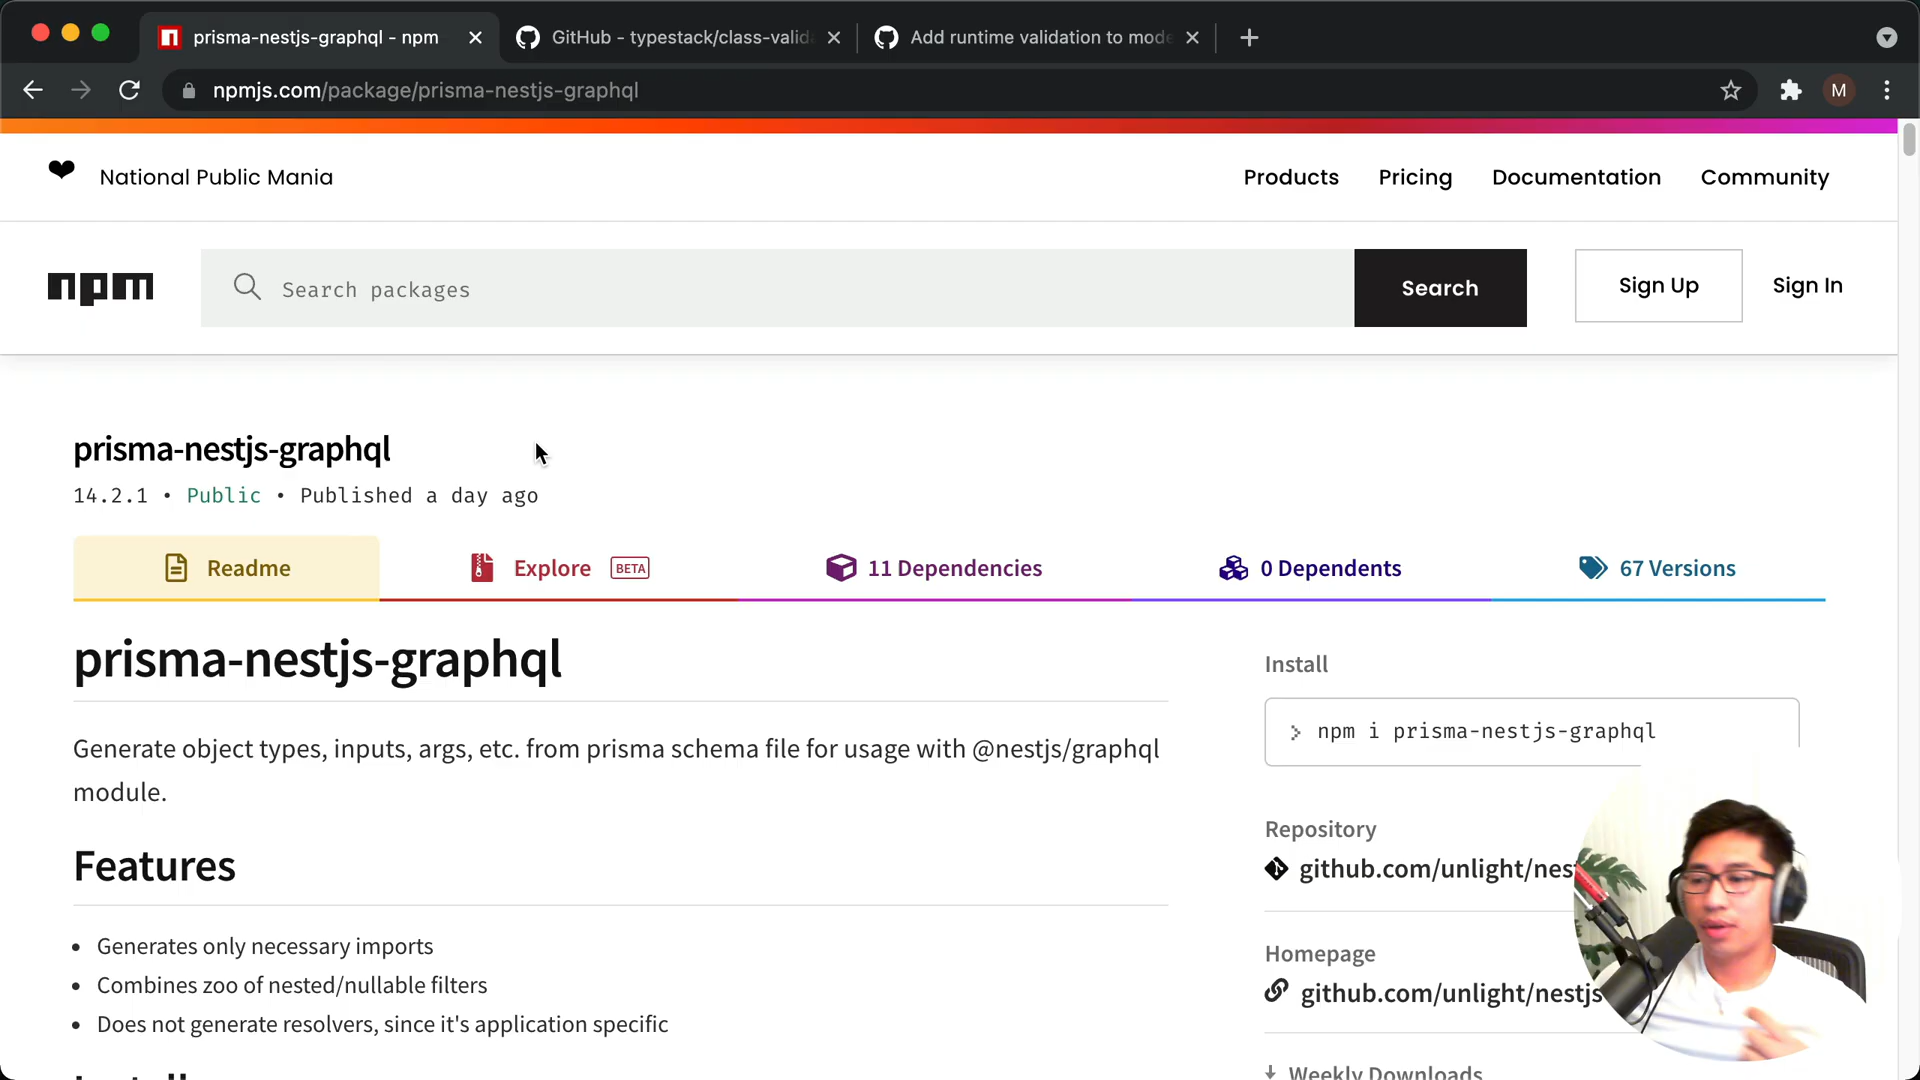 prisma-nestjs-graphql - npm
GitHub - typestack/class-valid
Add runtime validation to mode
npmjs.com/package/prisma-nestjs-graphql
M
National Public Mania
Products
Pricing
Documentation
Community
npm
Search packages
Search
Sign Up
Sign In
prisma-nestjs-graphql
14.2.1 • Public • Published a day ago
Readme
Explore BETA
11 Dependencies
0 Dependents
67 Versions
prisma-nestjs-graphql
Install
> npm i prisma-nestjs-graphql
Generate object types, inputs, args, etc. from prisma schema file for usage with @nestjs/graphql
module.
Repository
github.com/unlight/nest
Features
Homepage
github.com/unlight/nestjs
• Generates only necessary imports
• Combines zoo of nested/nullable filters
• Does not generate resolvers, since it's application specific
Weekly Downloads